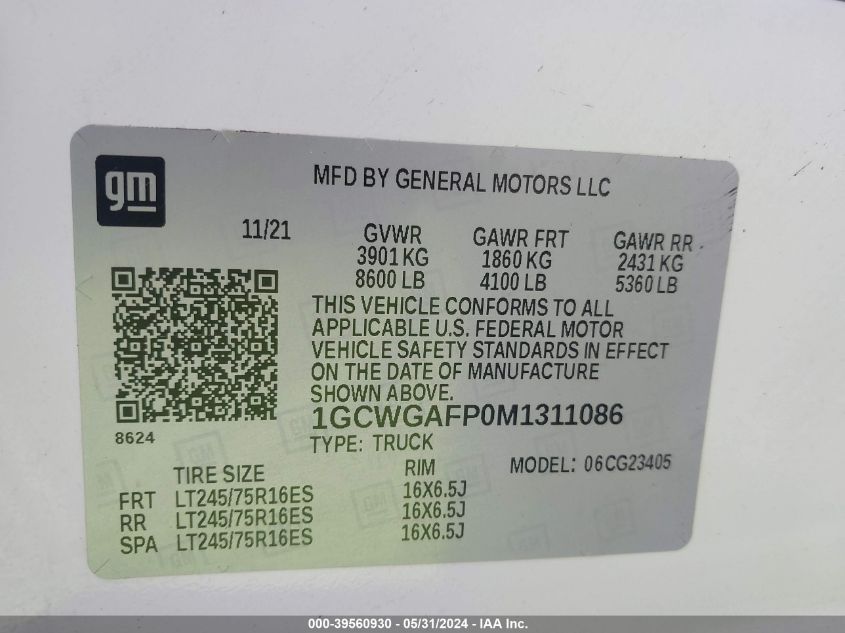 gm
MFD BY GENERAL MOTORS LLC
11/21
GVWR GAWR FRT GAWR RR
3901 KG 1860 KG 2431 KG
8600 LB 4100 LB 5360 LB
THIS VEHICLE CONFORMS TO ALL
APPLICABLE U.S. FEDERAL MOTOR
VEHICLE SAFETY STANDARDS IN EFFECT
ON THE DATE OF MANUFACTURE
SHOWN ABOVE.
8624
1GCWGAFP0M1311086
TYPE: TRUCK
MODEL: 06CG23405
TIRE SIZE RIM
FRT LT245/75R16ES 16X6.5J
RR LT245/75R16ES 16X6.5J
SPA LT245/75R16ES 16X6.5J
000-39560930 - 05/31/2024 - IAA Inc.